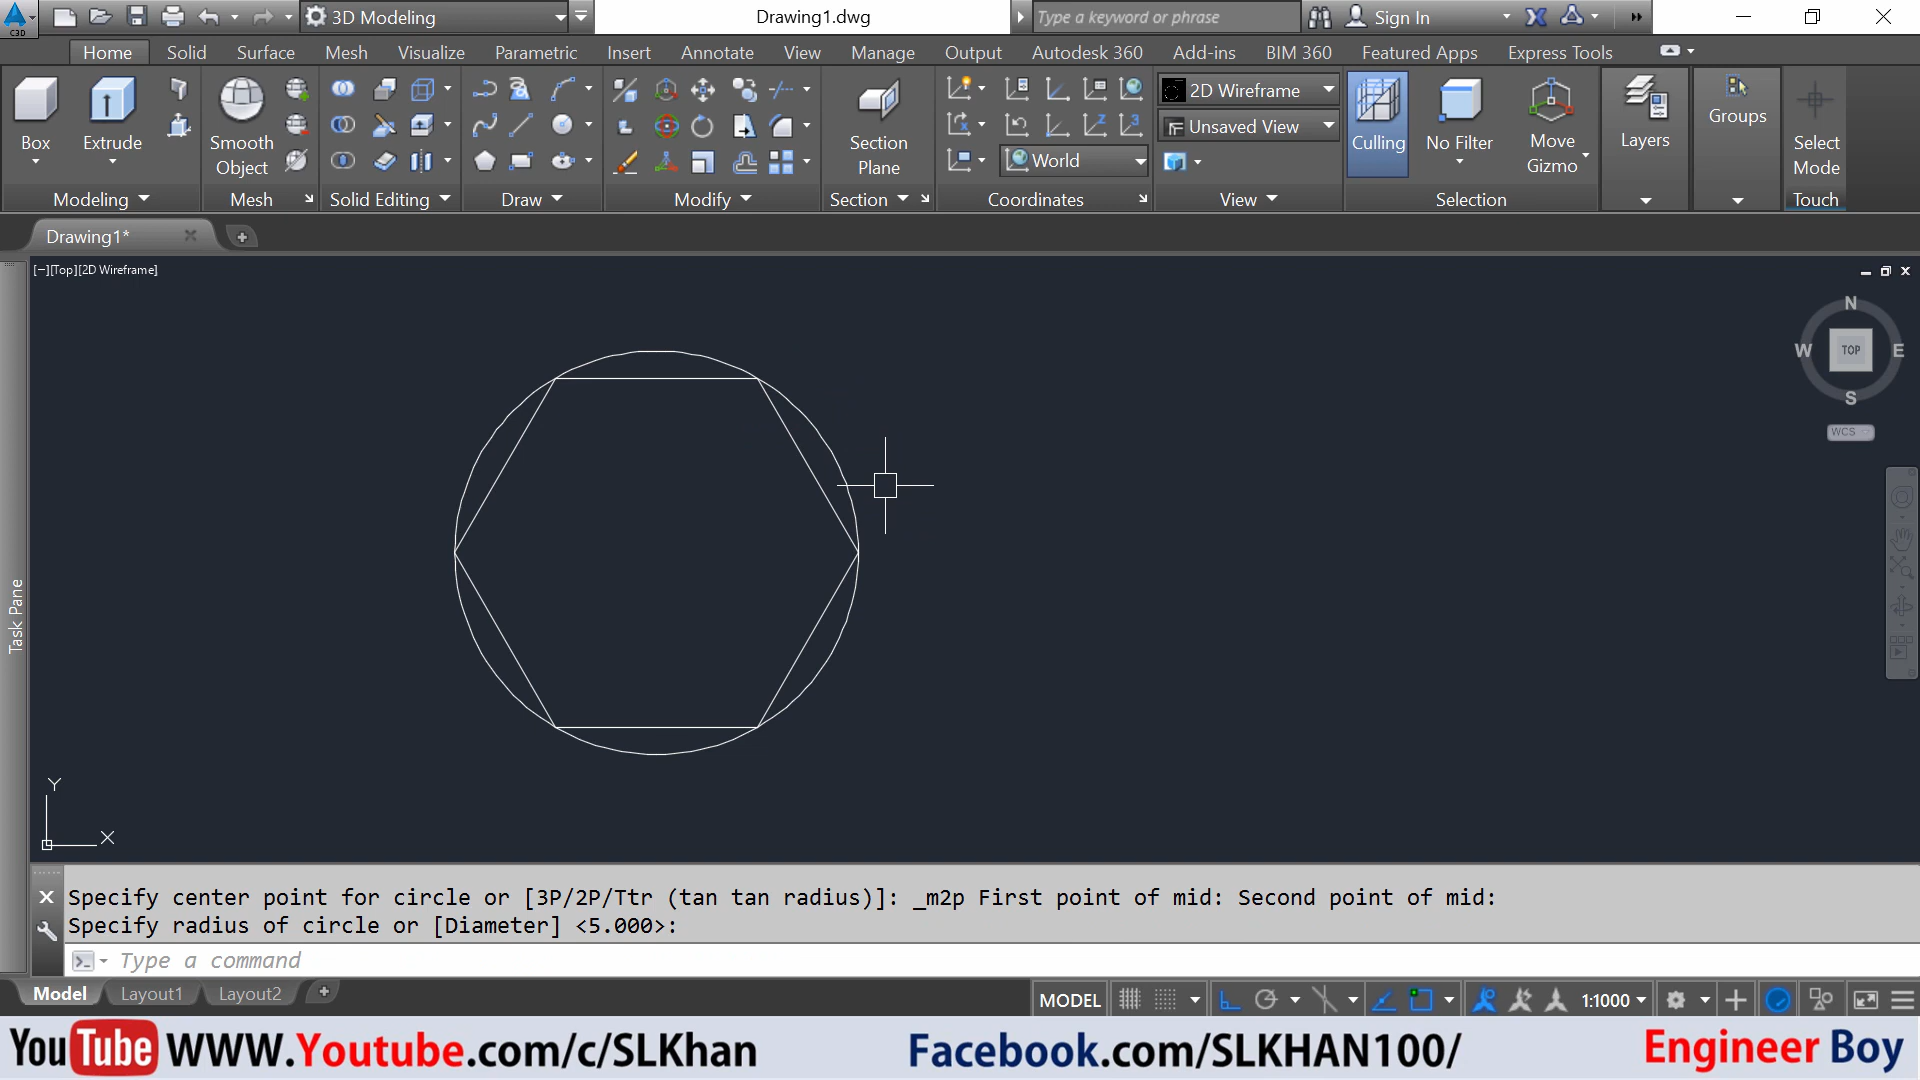 3D Modeling
Drawing1.dwg
Type a keyword or phrase
Sign In
C3D
Home Solid Surface Mesh Visualize Parametric Insert Annotate View Manage Output Autodesk 360 Add-ins BIM 360 Featured Apps Express Tools
2D Wireframe
Unsaved View
World
Box
Extrude
Smooth
Object
Section
Plane
Culling
No Filter
Move
Gizmo
Layers
Groups
Select
Mode
Modeling
Mesh
Solid Editing
Draw
Modify
Section
Coordinates
View
Selection
Touch
Drawing1*
[−][Top][2D Wireframe]
N
W
TOP
E
S
WCS
Task Pane
Y
X
Specify center point for circle or [3P/2P/Ttr (tan tan radius)]: _m2p First point of mid: Second point of mid:
Specify radius of circle or [Diameter] <5.000>:
Type a command
Model Layout1 Layout2
MODEL
1:1000
YouTube WWW.Youtube.com/c/SLKhan
Facebook.com/SLKHAN100/
Engineer Boy